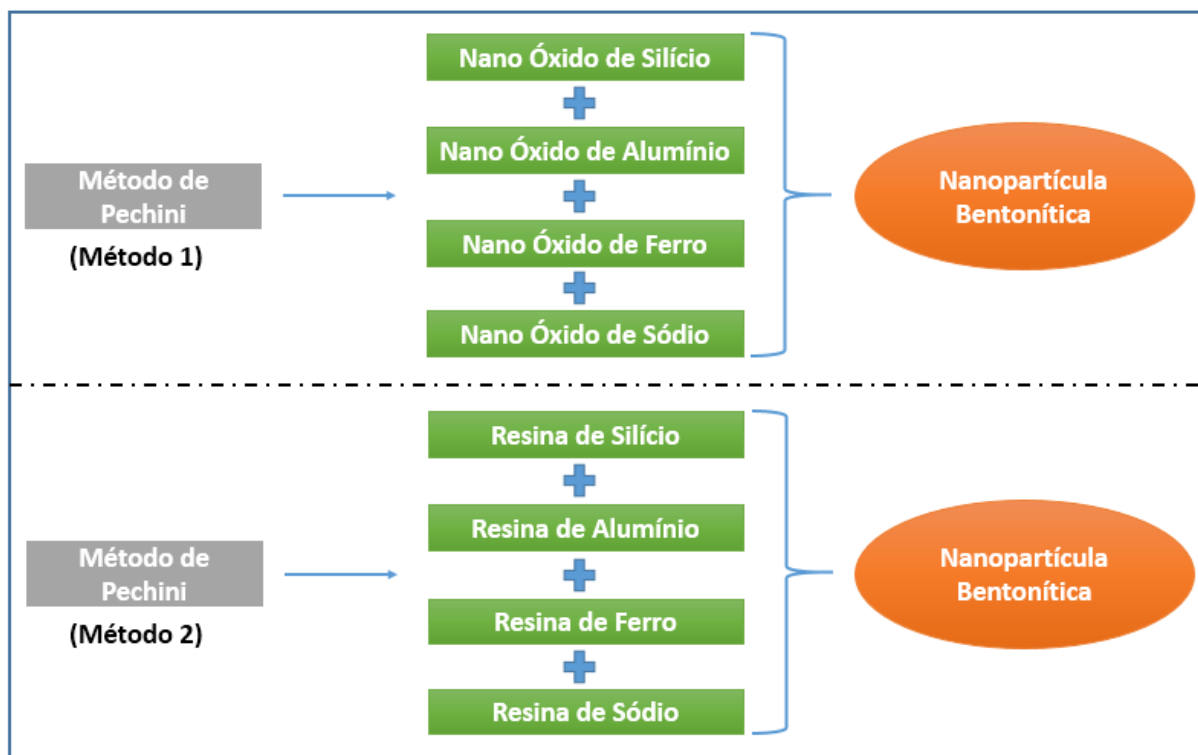 Nano Óxido de Silício
Nano Óxido de Alumínio
Método de
Pechini
(Método 1)
Nano Óxido de Ferro
Nano Óxido de Sódio
Nanopartícula
Bentonítica
Resina de Silício
Resina de Alumínio
Método de
Pechini
(Método 2)
Resina de Ferro
Resina de Sódio
Nanopartícula
Bentonítica